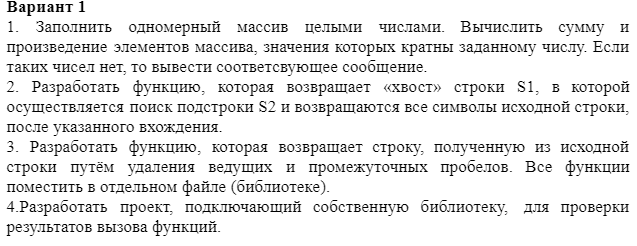 Вариант 1
1. Заполнить одномерный массив целыми числами. Вычислить сумму и
произведение элементов массива, значения которых кратны заданному числу. Если
таких чисел нет, то вывести соответсвующее сообщение.
2. Разработать функцию, которая возвращает «хвост» строки S1, в которой
осуществляется поиск подстроки S2 и возвращаются все символы исходной строки,
после указанного вхождения.
3. Разработать функцию, которая возвращает строку, полученную из исходной
строки путём удаления ведущих и промежуточных пробелов. Все функции
поместить в отдельном файле (библиотеке).
4.Разработать проект, подключающий собственную библиотеку, для проверки
результатов вызова функций.